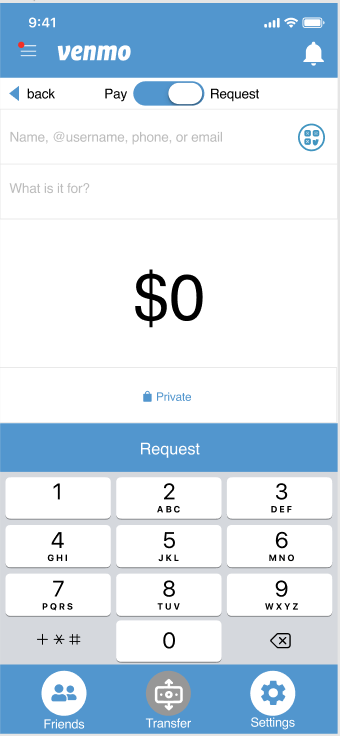 9:41
venmo
back Pay Request
Name, @username, phone, or email
What is it for?
$0
Private
Request
1 2 3
ABC DEF
4 5 6
GHI JKL MNO
7 8 9
PQRS TUV WXYZ
+ * # 0
Friends Transfer Settings